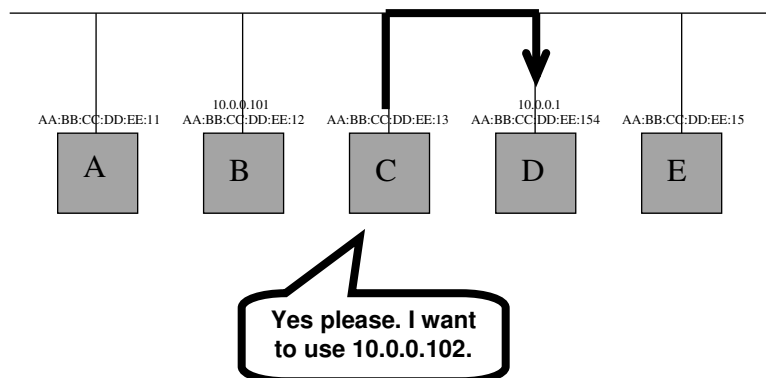 10.0.0.101 10.0.0.1
AA:BB:CC:DD:EE:11 AA:BB:CC:DD:EE:12 AA:BB:CC:DD:EE:13 AA:BB:CC:DD:EE:154 AA:BB:CC:DD:EE:15
A B C D E
Yes please. I want
to use 10.0.0.102.